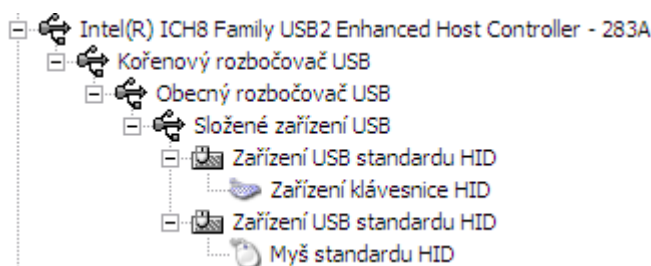 Intel(R) ICH8 Family USB2 Enhanced Host Controller - 283A
Kořenový rozbočovač USB
Obecný rozbočovač USB
Složené zařízení USB
Zařízení USB standardu HID
Zařízení klávesnice HID
Zařízení USB standardu HID
Myš standardu HID